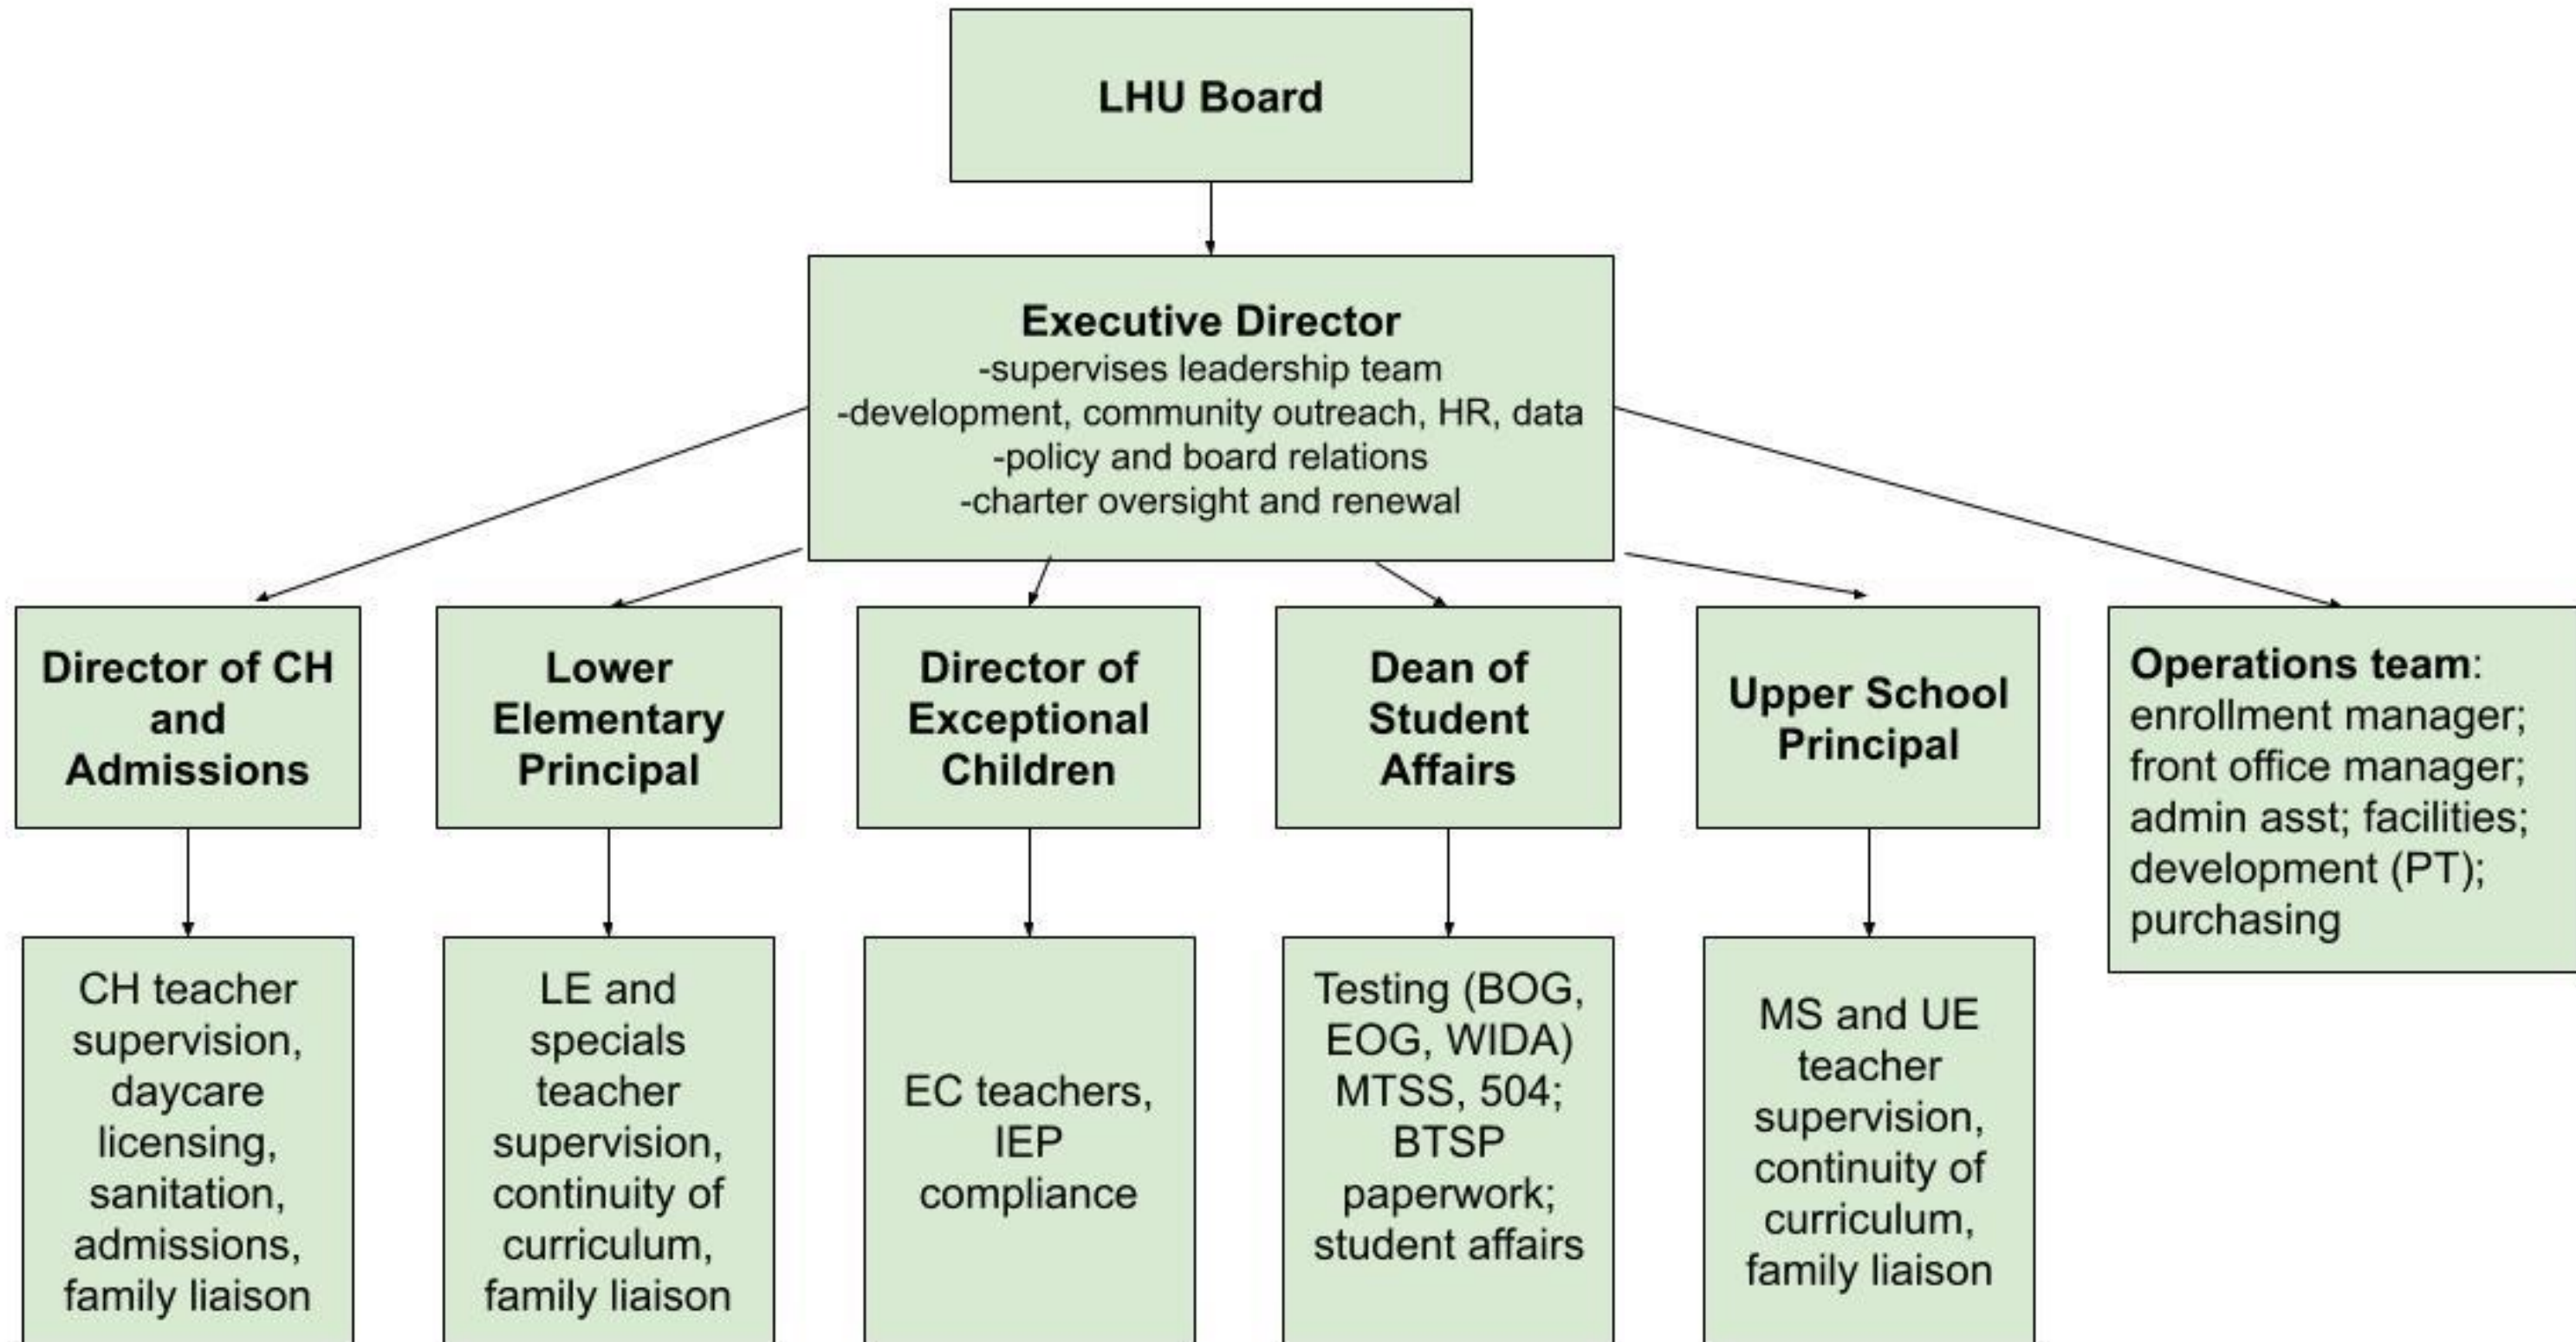 LHU Board
Executive Director
-supervises leadership team
-development, community outreach, HR, data
-policy and board relations
-charter oversight and renewal
Director of CH
and
Admissions
Lower
Elementary
Principal
Director of
Exceptional
Children
Dean of
Student
Affairs
Upper School
Principal
Operations team:
enrollment manager;
front office manager;
admin asst; facilities;
development (PT);
purchasing
CH teacher
supervision,
daycare
licensing,
sanitation,
admissions,
family liaison
LE and
specials
teacher
supervision,
continuity of
curriculum,
family liaison
EC teachers,
IEP
compliance
Testing (BOG,
EOG, WIDA)
MTSS, 504;
BTSP
paperwork;
student affairs
MS and UE
teacher
supervision,
continuity of
curriculum,
family liaison